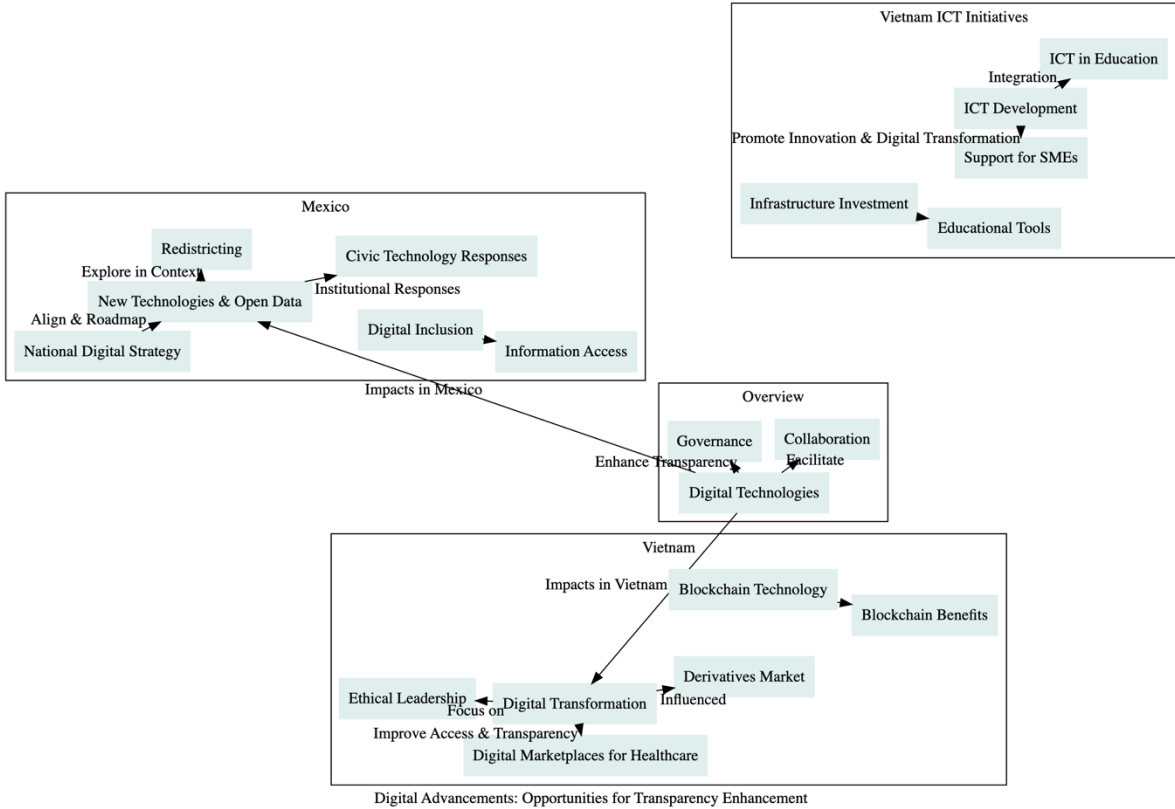 Vietnam ICT Initiatives
ICT in Education
Integration
ICT Development
Promote Innovation & Digital Transformation
Support for SMEs
Infrastructure Investment
Educational Tools
Mexico
Redistricting
Civic Technology Responses
Explore in Context
Institutional Responses
New Technologies & Open Data
Align & Roadmap
Digital Inclusion
National Digital Strategy
Information Access
Impacts in Mexico
Overview
Governance
Collaboration
Enhance Transparency
Facilitate
Digital Technologies
Vietnam
Impacts in Vietnam
Blockchain Technology
Blockchain Benefits
Derivatives Market
Ethical Leadership
Digital Transformation
Influenced
Focus on
Improve Access & Transparency
Digital Marketplaces for Healthcare
Digital Advancements: Opportunities for Transparency Enhancement